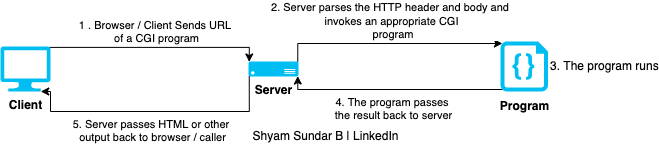 1 . Browser / Client Sends URL
of a CGI program
2. Server parses the HTTP header and body and
invokes an appropriate CGI
program
{}
3. The program runs
Client
Server
Program
4. The program passes
the result back to server
5. Server passes HTML or other
output back to browser / caller
Shyam Sundar B | LinkedIn